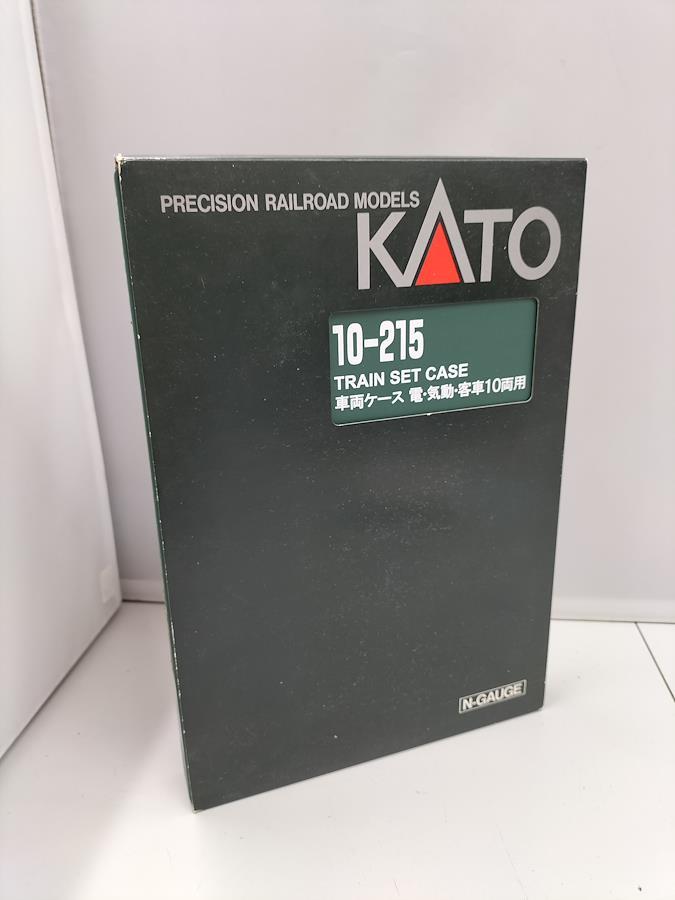 PRECISION RAILROAD MODELS
KATO
10-215
TRAIN SET CASE
車両ケース 電・気動・客車10両用
N-GAUGE